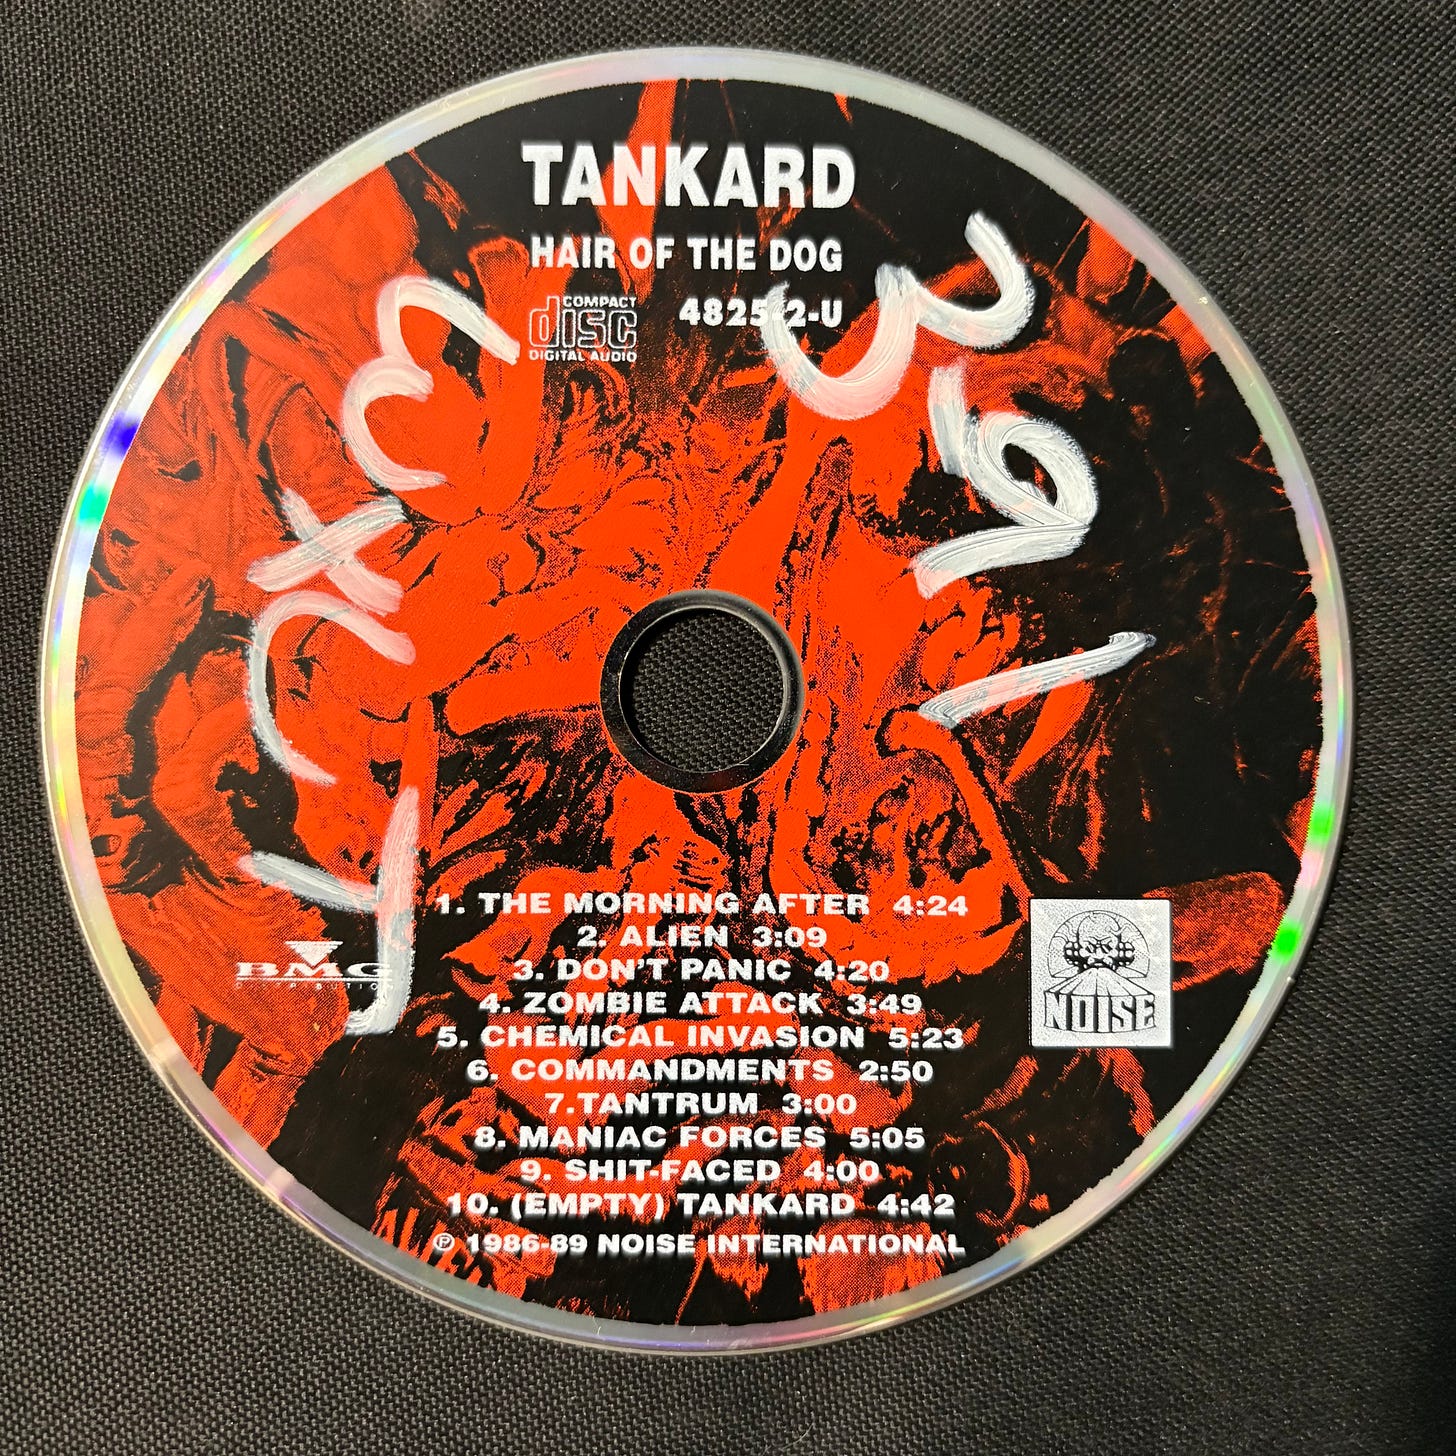 TANKARD
HAIR OF THE DOG
COMPACT
disc
DIGITAL AUDIO
4825-2-U
WXCT
391
1. THE MORNING AFTER 4:24
2. ALIEN 3:09
3. DON'T PANIC 4:20
4. ZOMBIE ATTACK 3:49
5. CHEMICAL INVASION 5:23
6. COMMANDMENTS 2:50
7.TANTRUM 3:00
8. MANIAC FORCES 5:05
9. SHIT-FACED 4:00
10. (EMPTY) TANKARD 4:42
℗ 1986-89 NOISE INTERNATIONAL
BMG
DISTRIBUTION
NOISE